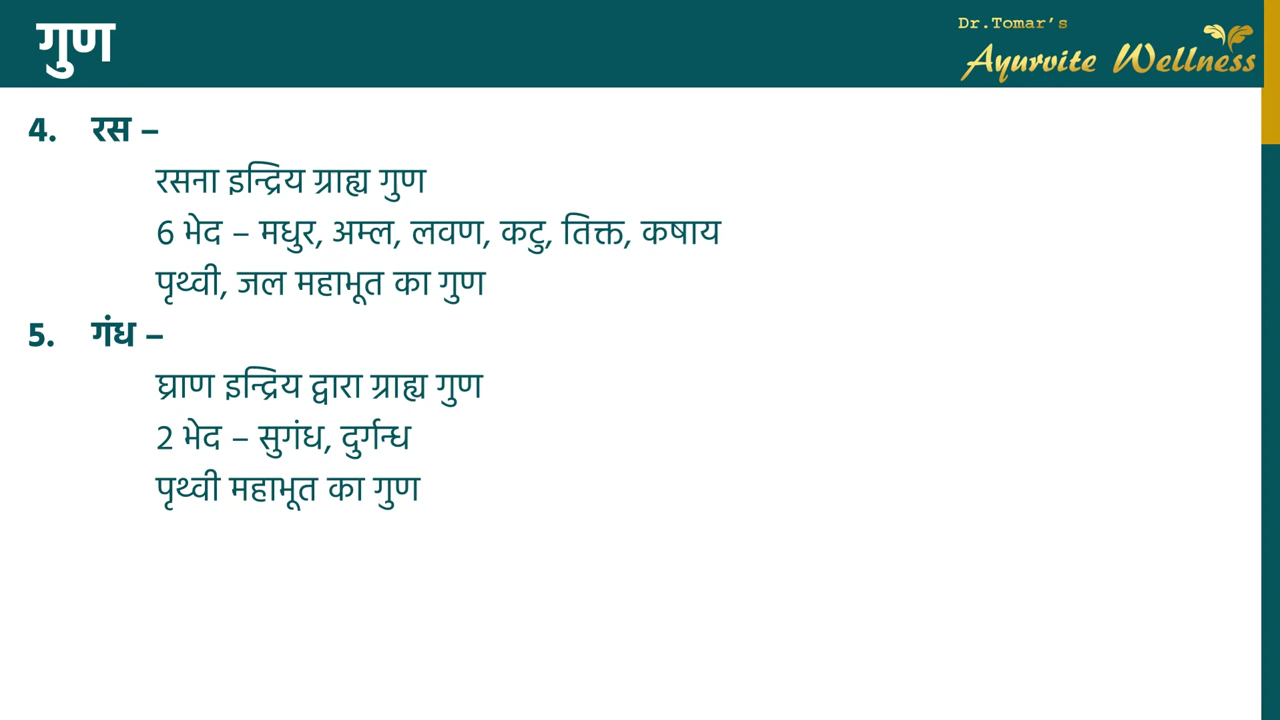 गुण
Dr.Tomar's
Ayurvite Wellness
4. रस –
रसना इन्द्रिय ग्राह्य गुण
6 भेद – मधुर, अम्ल, लवण, कटु, तिक्त, कषाय
पृथ्वी, जल महाभूत का गुण
5. गंध –
घ्राण इन्द्रिय द्वारा ग्राह्य गुण
2 भेद – सुगंध, दुर्गन्ध
पृथ्वी महाभूत का गुण